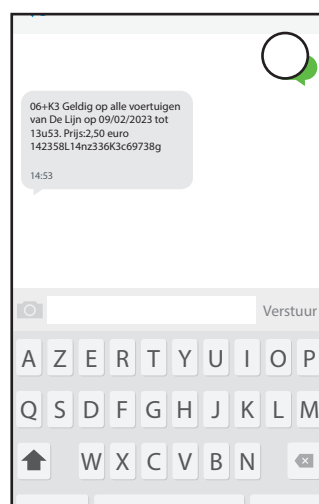 06+K3 Geldig op alle voertuigen
van De Lijn op 09/02/2023 tot
13u53. Prijs:2,50 euro
142358L14nz336K3c69738g
14:53
Verstuur
A Z E R T Y U I O P
Q S D F G H J K L M
W X C V B N